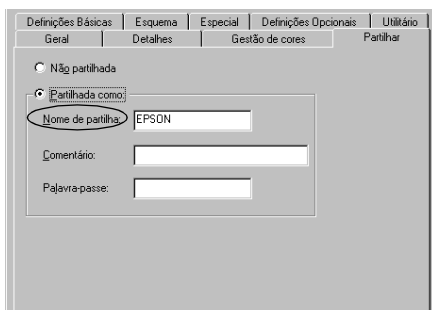 Definições Básicas Esquema Especial Definições Opcionais Utilitário
Geral Detalhes Gestão de cores Partilhar
Não partilhada
Partilhada como:
Nome de partilha: EPSON
Comentário:
Palavra-passe: